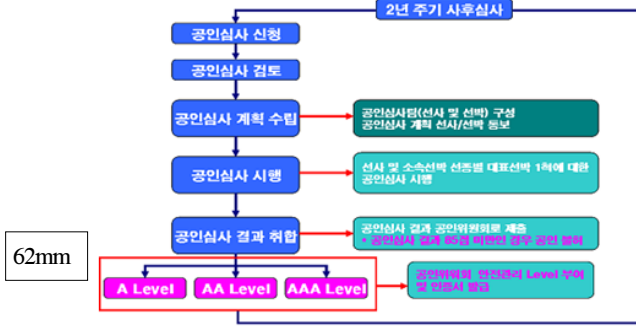 2년 주기 사후심사
공인심사 신청
공인심사 검토
공인심사 계획 수립
공인심사팀(선사 및 선박) 구성
공인심사 계획 선사/선박 통보
공인심사 시행
선사 및 소속선박 선종별 대표선박 1척에 대한
공인심사 시행
공인심사 결과 취합
공인심사 결과 공인위원회로 제출
* 공인심사 결과 85점 미만인 경우 공인 불허
62mm
A Level
AA Level
AAA Level
공인위원회 안전관리 Level 부여
및 인증서 발급